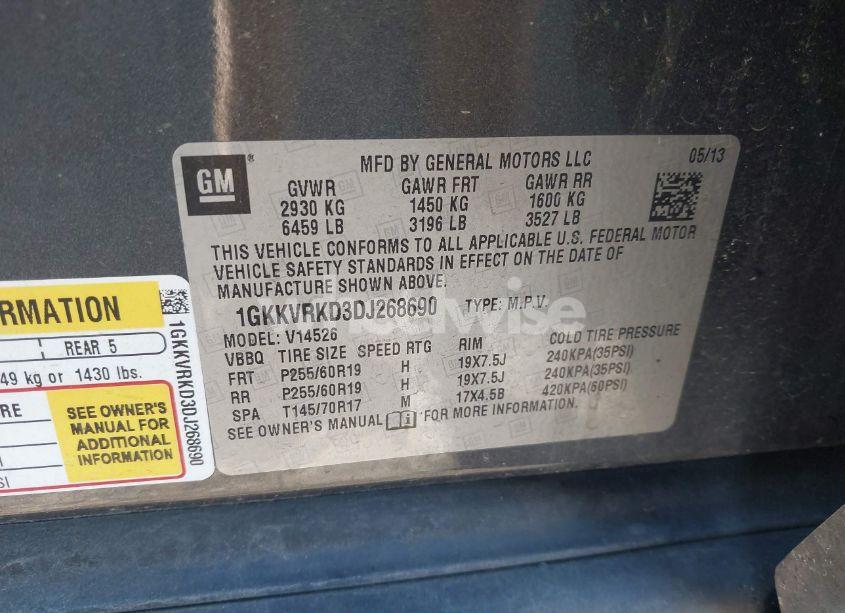 GM
MFD BY GENERAL MOTORS LLC 05/13
GVWR GAWR FRT GAWR RR
2930 KG 1450 KG 1600 KG
6459 LB 3196 LB 3527 LB
THIS VEHICLE CONFORMS TO ALL APPLICABLE U.S. FEDERAL MOTOR
VEHICLE SAFETY STANDARDS IN EFFECT ON THE DATE OF
MANUFACTURE SHOWN ABOVE.
1GKKVRKD3DJ268690 TYPE: M.P.V.
MODEL: V14526
VBBQ TIRE SIZE SPEED RTG RIM COLD TIRE PRESSURE
FRT P255/60R19 H 19X7.5J 240KPA(35PSI)
RR P255/60R19 H 19X7.5J 240KPA(35PSI)
SPA T145/70R17 M 17X4.5B 420KPA(60PSI)
SEE OWNER'S MANUAL FOR MORE INFORMATION.
ORMATION
REAR 5
49 kg or 1430 lbs.
RE
SEE OWNER'S
MANUAL FOR
ADDITIONAL
INFORMATION
SI
1GKKVRKD3DJ268690